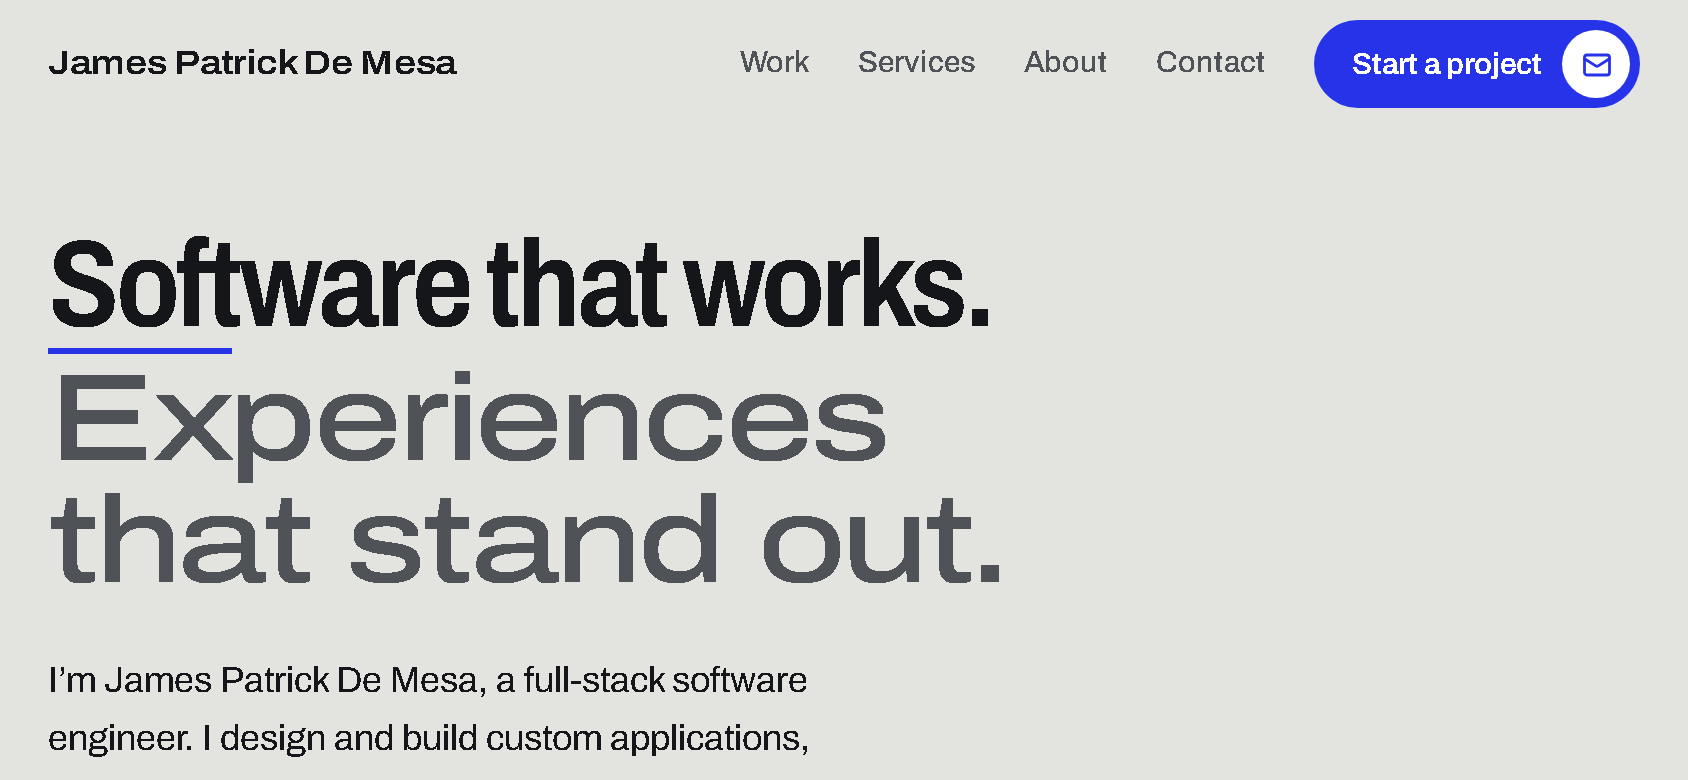 James Patrick De Mesa
Work
Services
About
Contact
Start a project
Software that works.
Experiences
that stand out.
I’m James Patrick De Mesa, a full-stack software
engineer. I design and build custom applications,